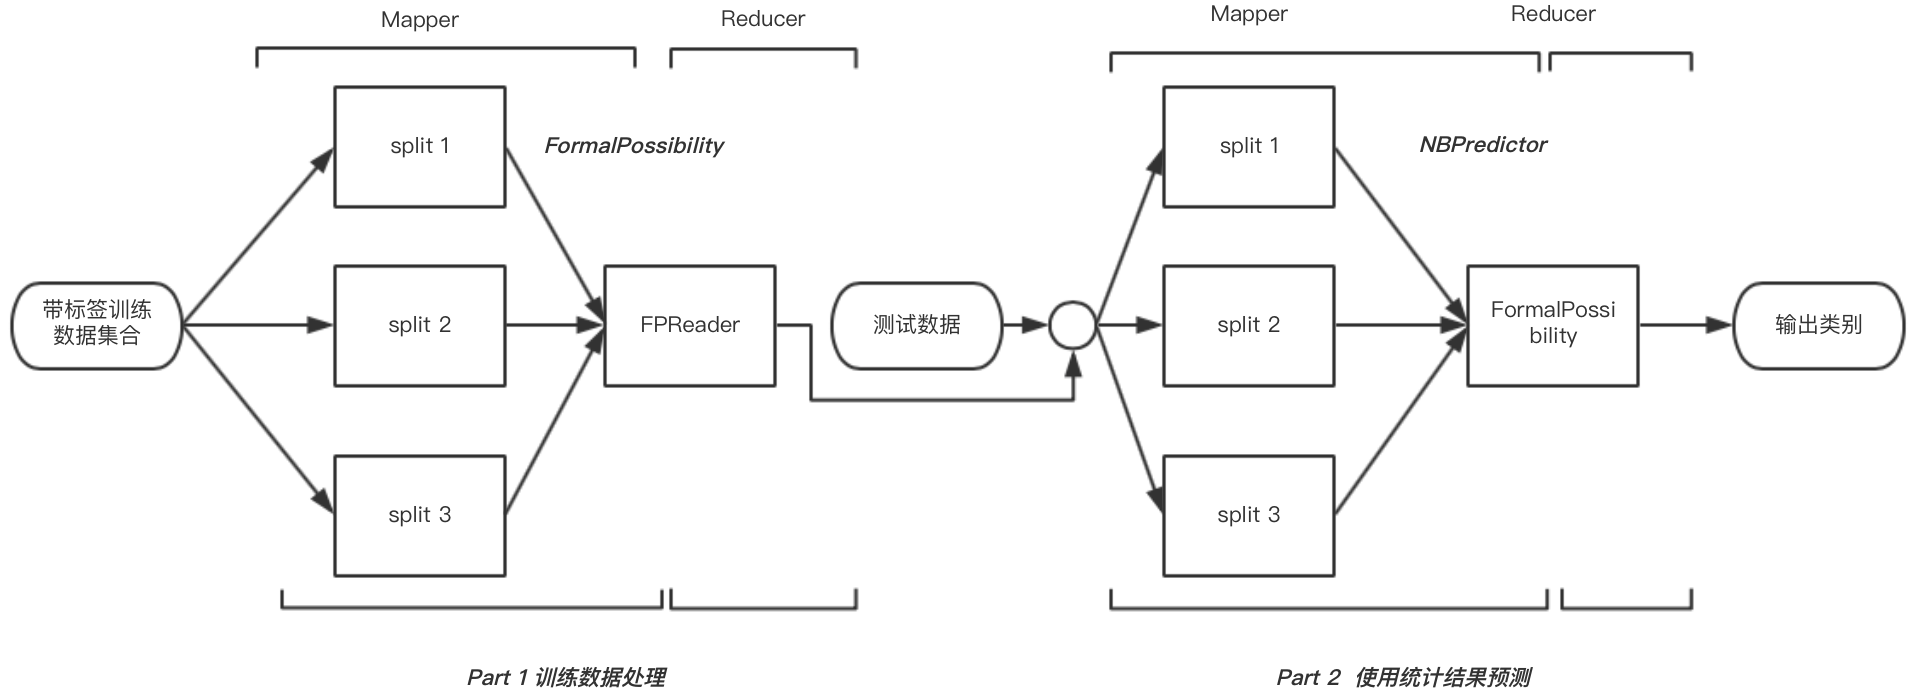 Mapper
Reducer
Mapper
Reducer
split 1
FormalPossibility
split 1
NBPredictor
带标签训练
数据集合
split 2
FPReader
测试数据
split 2
FormalPossi
bility
输出类别
split 3
split 3
Part 1 训练数据处理
Part 2 使用统计结果预测